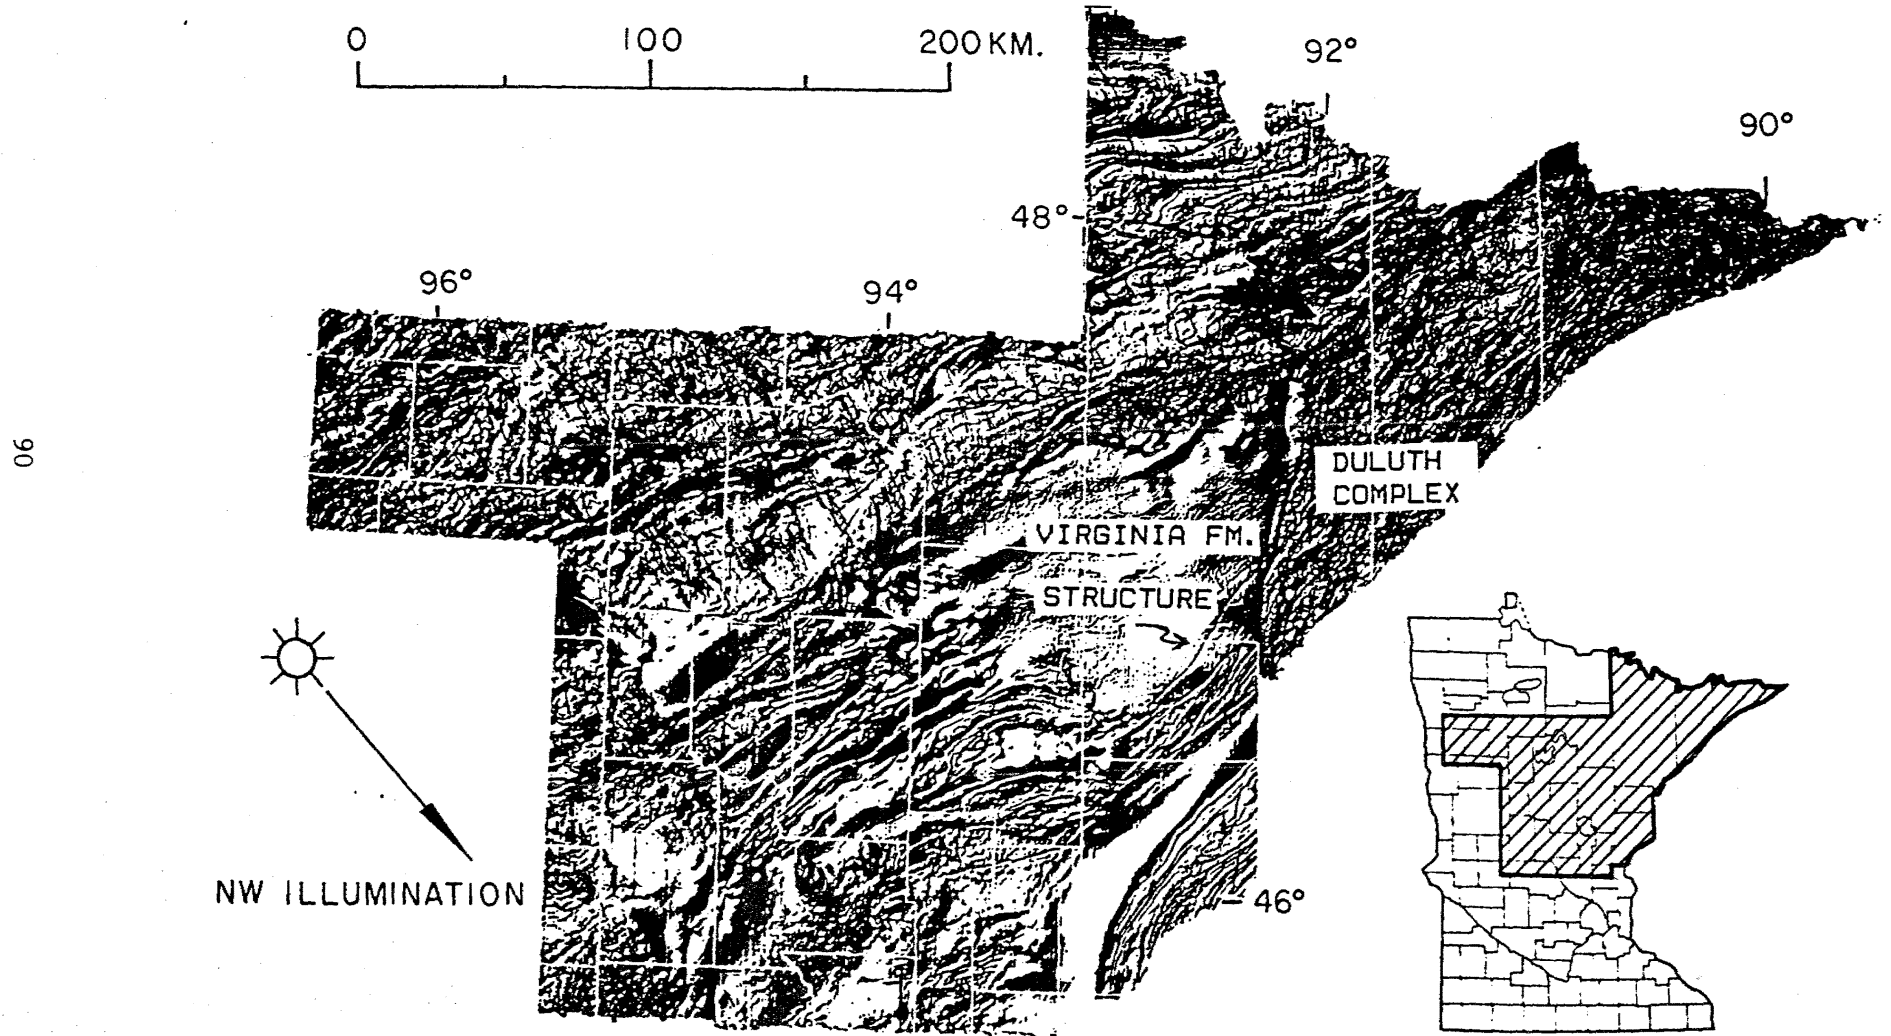 0 100 200 KM.
92°
90°
48°
96°
94°
90
DULUTH
COMPLEX
VIRGINIA FM.
STRUCTURE
NW ILLUMINATION
46°